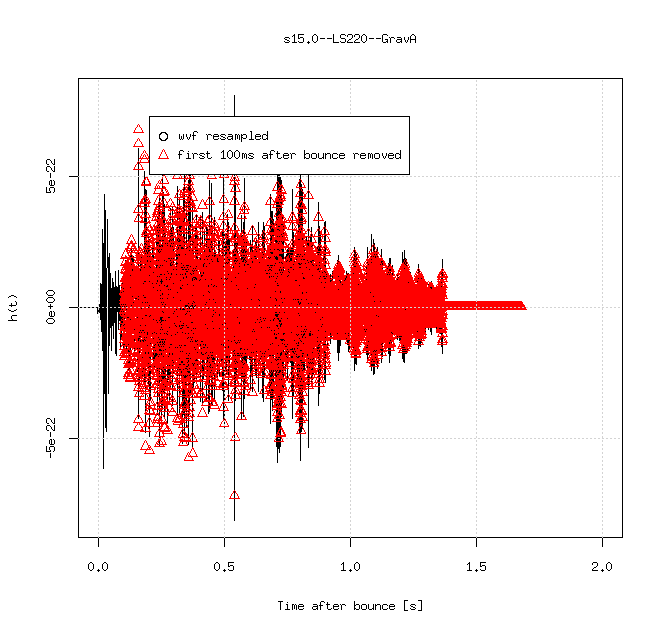 s15.0--LS220--GravA
wvf resampled
first 100ms after bounce removed
5e-22
0e+00
-5e-22
h(t)
0.0 0.5 1.0 1.5 2.0
Time after bounce [s]